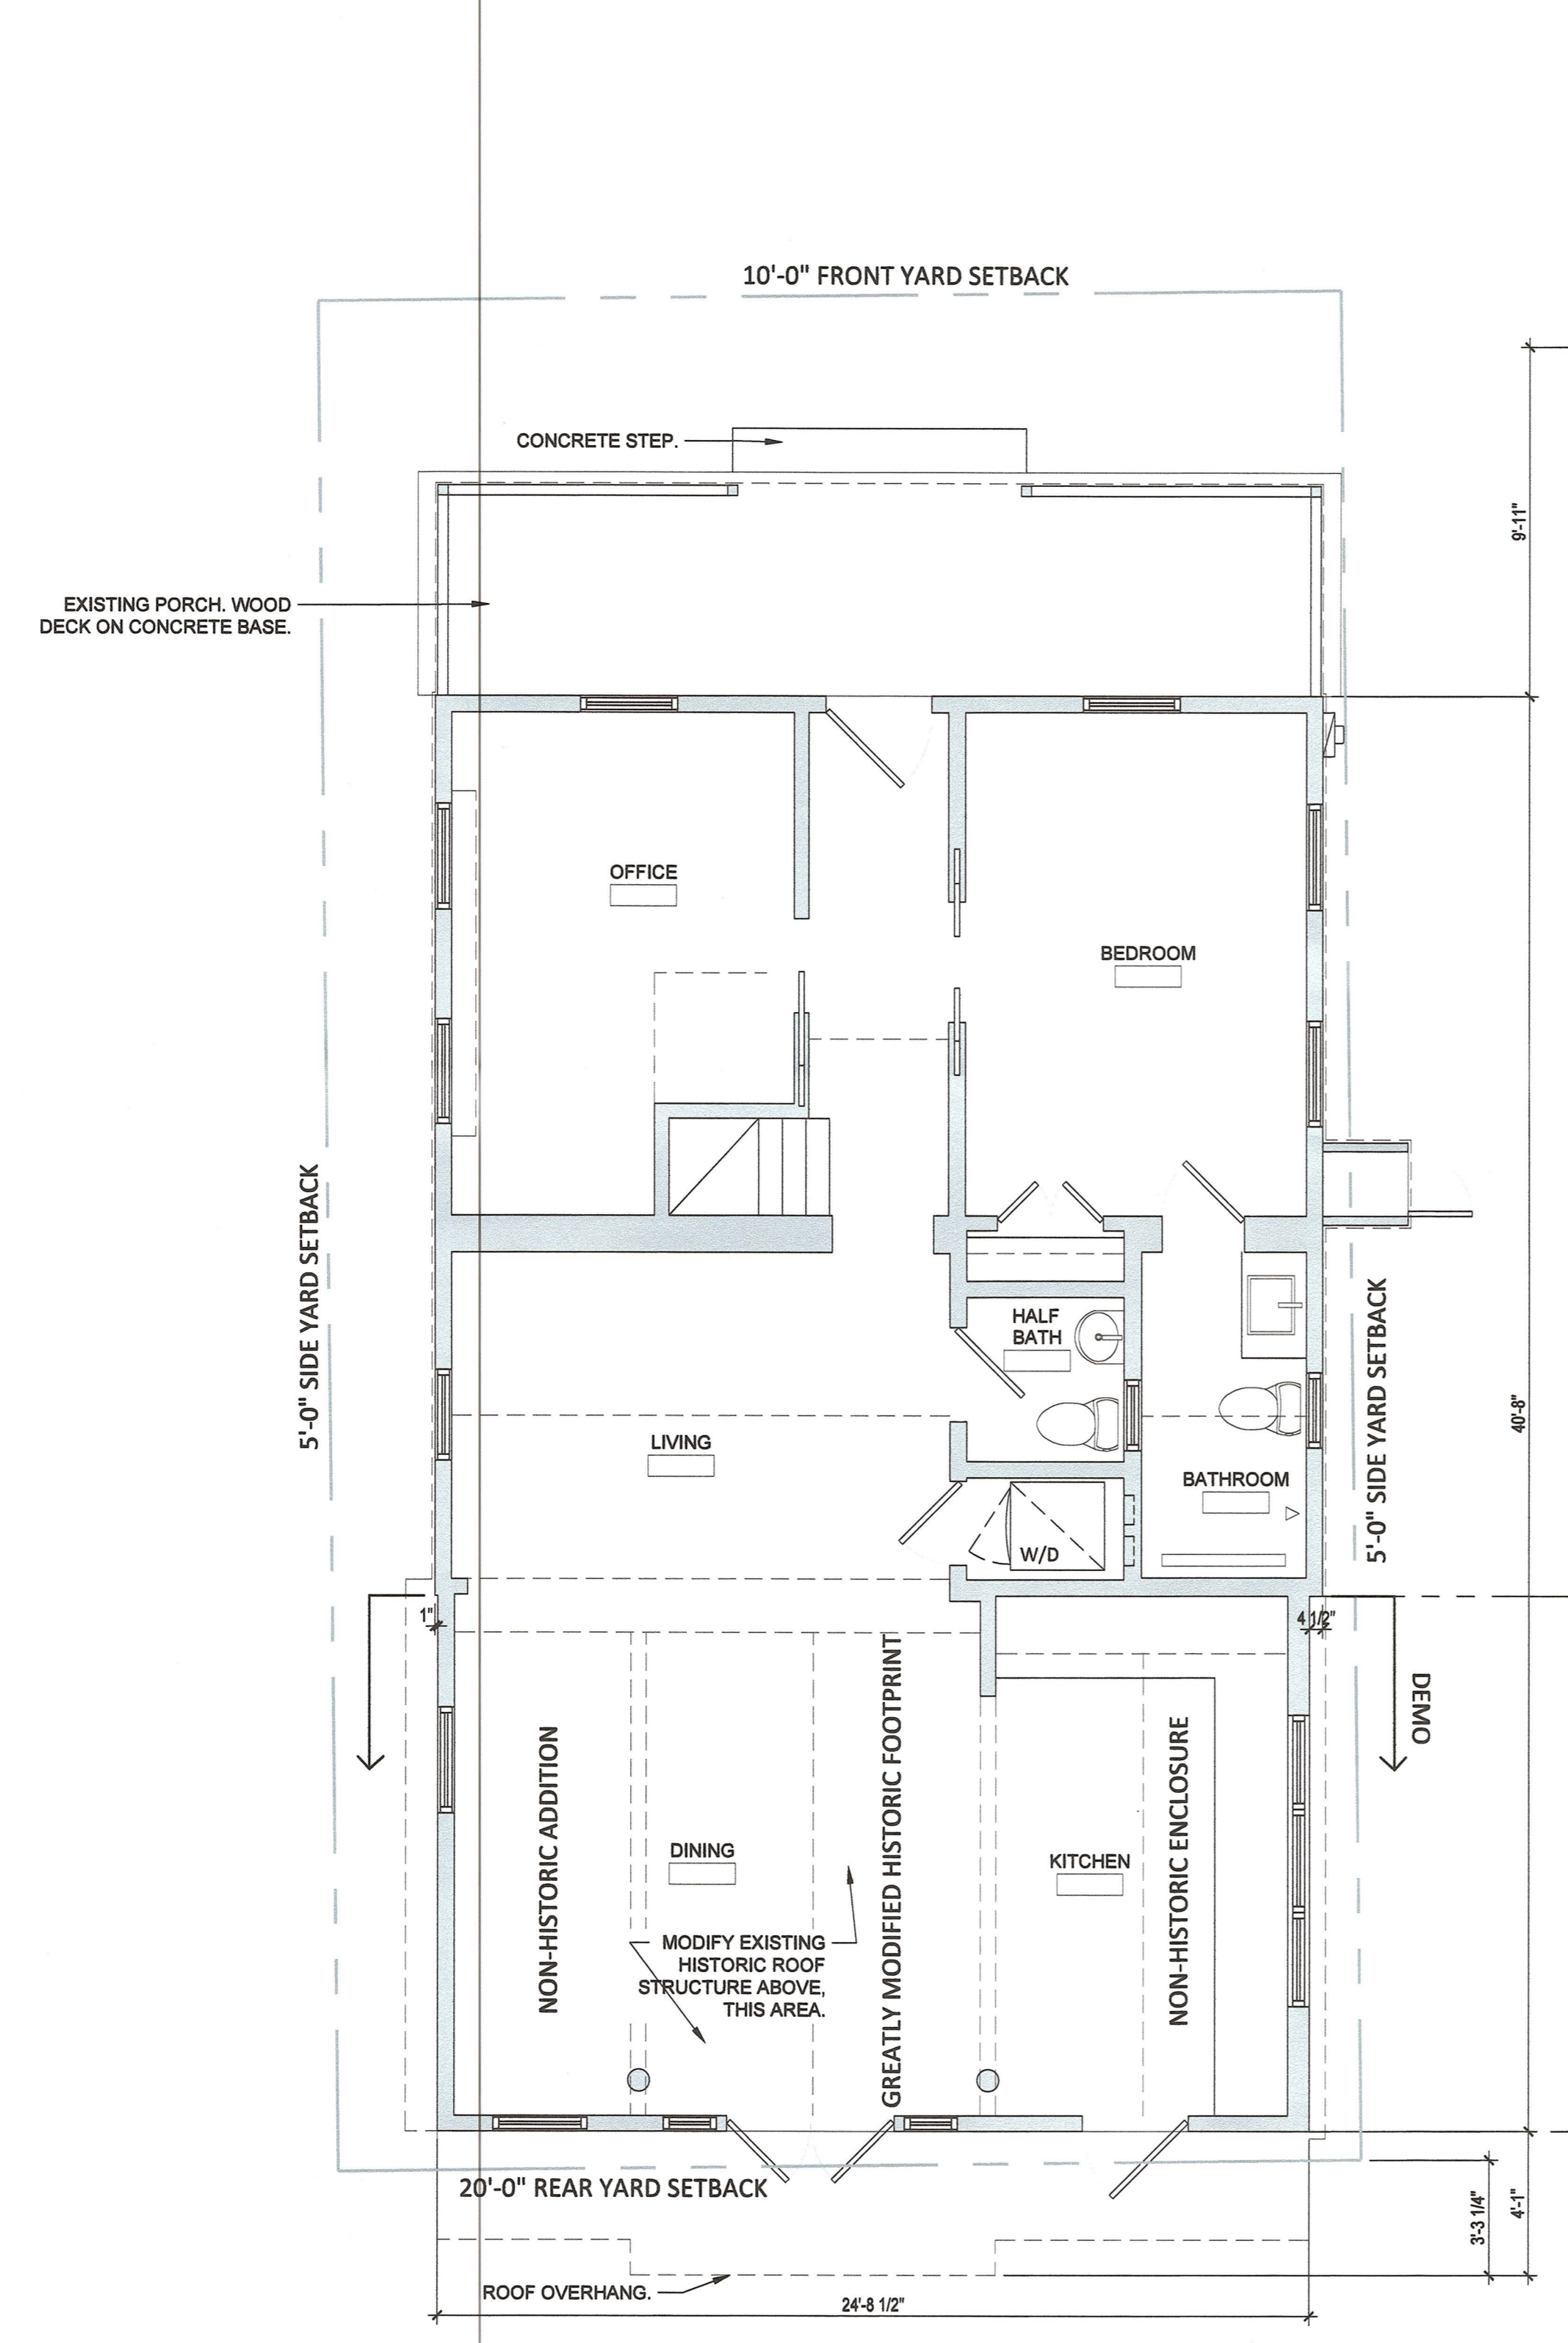 10'-0" FRONT YARD SETBACK
CONCRETE STEP.
9'-11"
EXISTING PORCH. WOOD
DECK ON CONCRETE BASE.
OFFICE
BEDROOM
5'-0" SIDE YARD SETBACK
HALF
BATH
5'-0" SIDE YARD SETBACK
40'-8"
LIVING
BATHROOM
W/D
1"
4 1/2"
DEMO
NON-HISTORIC ADDITION
GREATLY MODIFIED HISTORIC FOOTPRINT
NON-HISTORIC ENCLOSURE
DINING
KITCHEN
MODIFY EXISTING
HISTORIC ROOF
STRUCTURE ABOVE,
THIS AREA.
20'-0" REAR YARD SETBACK
3'-3 1/4"
4'-1"
ROOF OVERHANG.
24'-8 1/2"